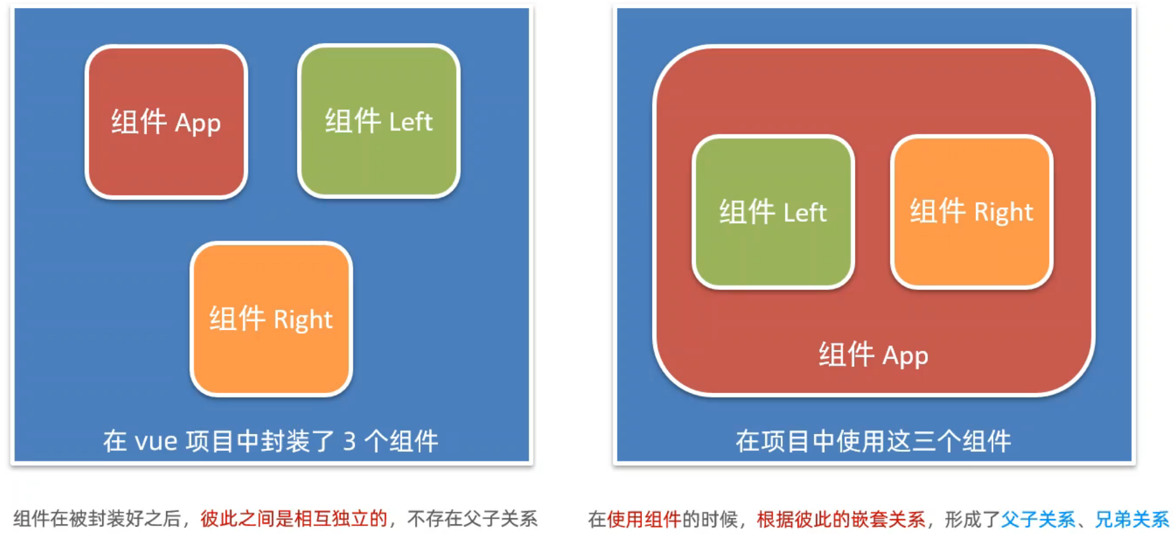 组件 App
组件 Left
组件 Right
在 vue 项目中封装了 3 个组件
组件在被封装好之后，彼此之间是相互独立的，不存在父子关系
组件 Left
组件 Right
组件 App
在项目中使用这三个组件
在使用组件的时候，根据彼此的嵌套关系，形成了父子关系、兄弟关系